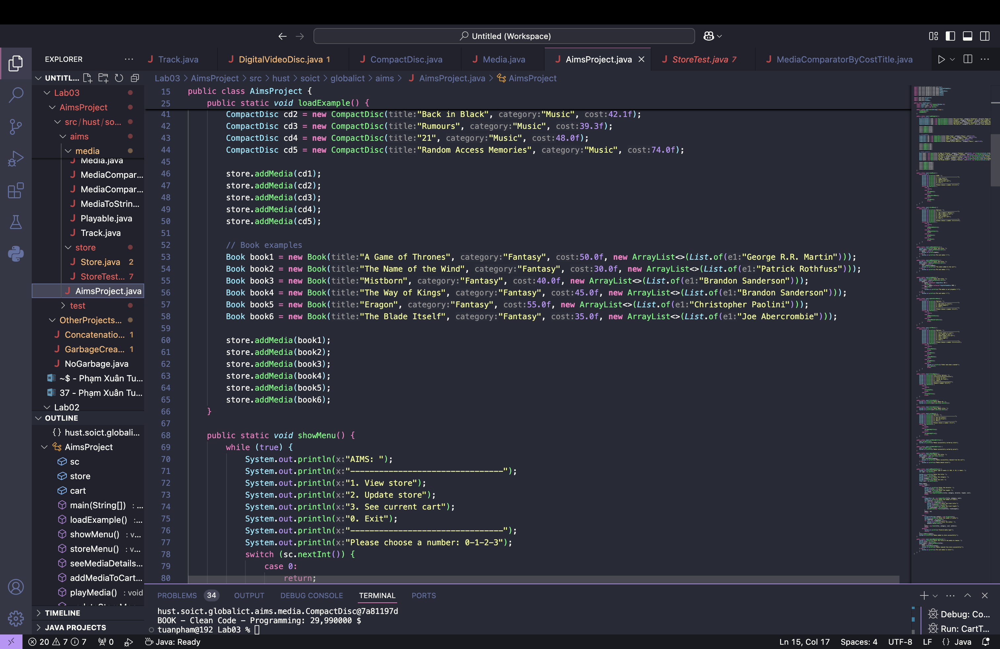 Untitled (Workspace)
EXPLORER
Track.java
DigitalVideoDisc.java 1
CompactDisc.java
Media.java
AimsProject.java
StoreTest.java 7
MediaComparatorByCostTitle.java
UNTITL...
Lab03
AimsProject
src/hust/so...
aims
media
Media.java
MediaCompar...
MediaCompar...
MediaToStrin...
Playable.java
Track.java
store
Store.java 2
StoreTest... 7
AimsProject.java
test
OtherProjects...
Concatenatio... 1
GarbageCrea... 1
NoGarbage.java
~$ - Phạm Xuân Tu...
37 - Phạm Xuân Tu...
Lab02
OUTLINE
{} hust.soict.globali...
AimsProject
sc
store
cart
main(String[]) : ...
loadExample() :...
showMenu() : v...
storeMenu() : v...
seeMediaDetails...
addMediaToCart...
playMedia() : void
TIMELINE
JAVA PROJECTS
Lab03 > AimsProject > src > hust > soict > globalict > aims > AimsProject.java > AimsProject
15 public class AimsProject {
25 public static void loadExample() {
41 CompactDisc cd2 = new CompactDisc(title:"Back in Black", category:"Music", cost:42.1f);
42 CompactDisc cd3 = new CompactDisc(title:"Rumours", category:"Music", cost:39.3f);
43 CompactDisc cd4 = new CompactDisc(title:"21", category:"Music", cost:48.0f);
44 CompactDisc cd5 = new CompactDisc(title:"Random Access Memories", category:"Music", cost:74.0f);
45
46 store.addMedia(cd1);
47 store.addMedia(cd2);
48 store.addMedia(cd3);
49 store.addMedia(cd4);
50 store.addMedia(cd5);
51
52 // Book examples
53 Book book1 = new Book(title:"A Game of Thrones", category:"Fantasy", cost:50.0f, new ArrayList<>(List.of(e1:"George R.R. Martin")));
54 Book book2 = new Book(title:"The Name of the Wind", category:"Fantasy", cost:30.0f, new ArrayList<>(List.of(e1:"Patrick Rothfuss")));
55 Book book3 = new Book(title:"Mistborn", category:"Fantasy", cost:40.0f, new ArrayList<>(List.of(e1:"Brandon Sanderson")));
56 Book book4 = new Book(title:"The Way of Kings", category:"Fantasy", cost:45.0f, new ArrayList<>(List.of(e1:"Brandon Sanderson")));
57 Book book5 = new Book(title:"Eragon", category:"Fantasy", cost:55.0f, new ArrayList<>(List.of(e1:"Christopher Paolini")));
58 Book book6 = new Book(title:"The Blade Itself", category:"Fantasy", cost:35.0f, new ArrayList<>(List.of(e1:"Joe Abercrombie")));
59
60 store.addMedia(book1);
61 store.addMedia(book2);
62 store.addMedia(book3);
63 store.addMedia(book4);
64 store.addMedia(book5);
65 store.addMedia(book6);
66 }
67
68 public static void showMenu() {
69 while (true) {
70 System.out.println(x:"AIMS: ");
71 System.out.println(x:"--------------------------------");
72 System.out.println(x:"1. View store");
73 System.out.println(x:"2. Update store");
74 System.out.println(x:"3. See current cart");
75 System.out.println(x:"0. Exit");
76 System.out.println(x:"--------------------------------");
77 System.out.println(x:"Please choose a number: 0-1-2-3");
78 switch (sc.nextInt()) {
79 case 0:
80 return;
PROBLEMS 34 OUTPUT DEBUG CONSOLE TERMINAL PORTS
hust.soict.globalict.aims.media.CompactDisc@7a81197d
BOOK - Clean Code - Programming: 29,990000 $
tuanpham@192 Lab03 %
Debug: Co...
Run: CartT...
20 7 7 0 Java: Ready
Ln 15, Col 17 Spaces: 4 UTF-8 LF {} Java